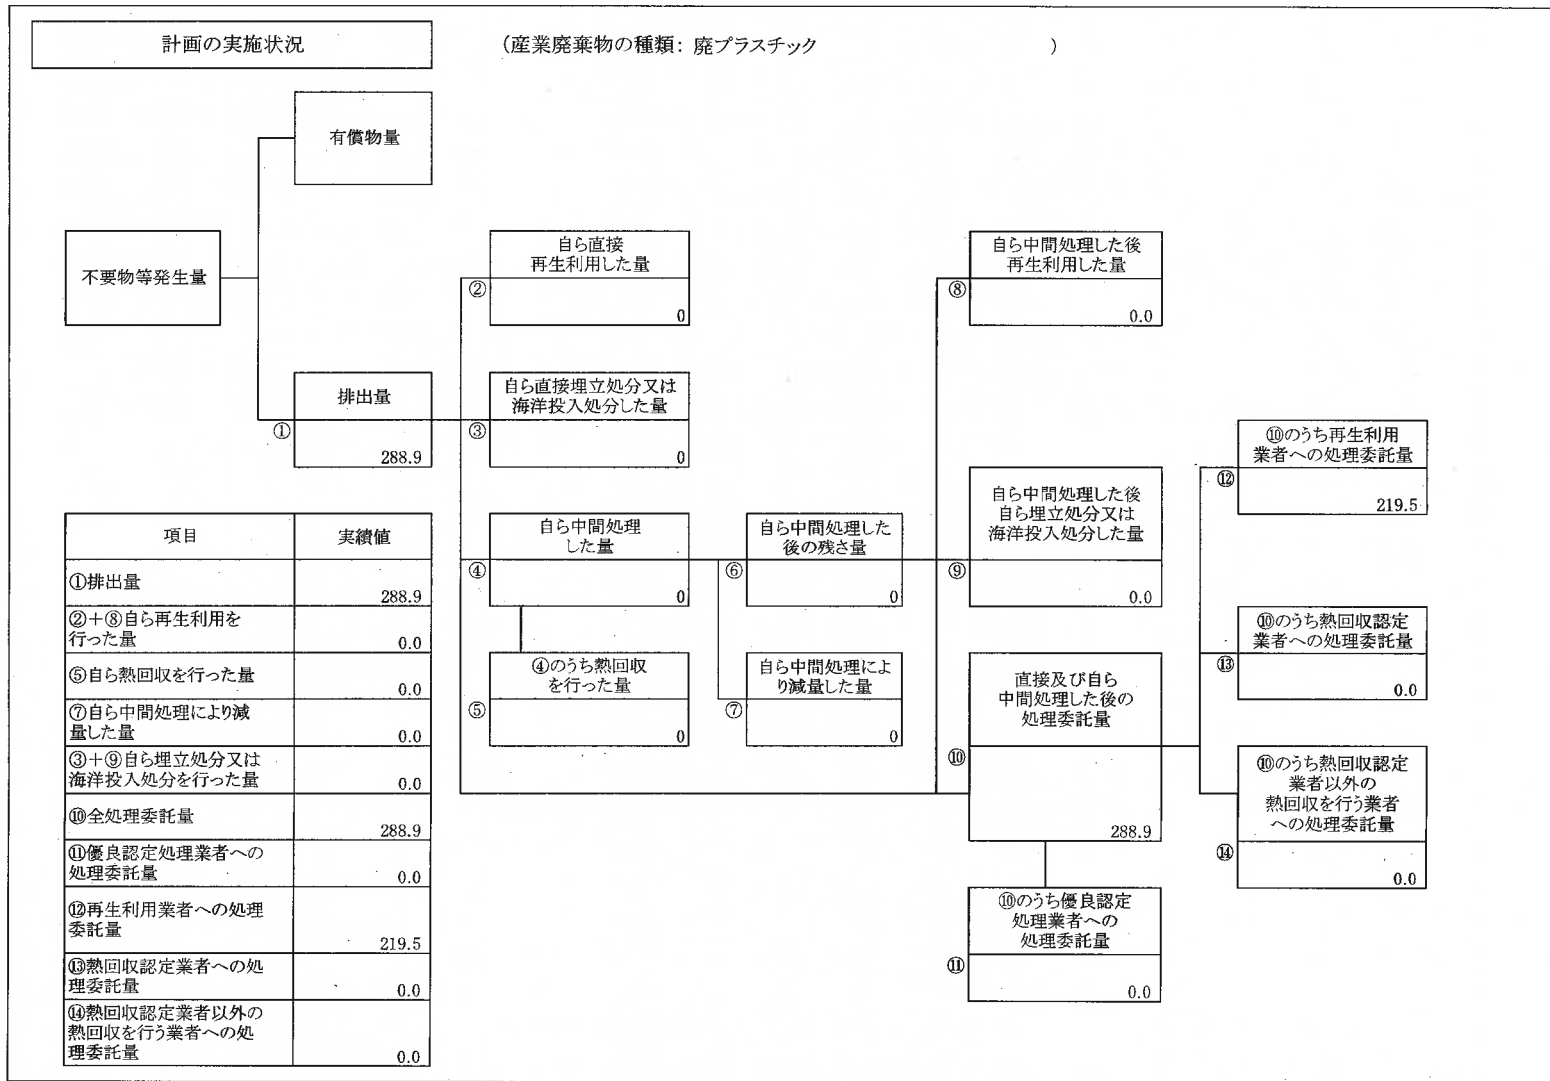 計画の実施状況
(産業廃棄物の種類: 廃プラスチック )
有償物量
不要物等発生量
排出量
①
288.9
自ら直接
再生利用した量
②
0
自ら直接埋立処分又は
海洋投入処分した量
③
0
自ら中間処理
した量
④
0
④のうち熱回収
を行った量
⑤
0
自ら中間処理した
後の残さ量
⑥
0
自ら中間処理によ
り減量した量
⑦
0
自ら中間処理した後
再生利用した量
⑧
0.0
自ら中間処理した後
自ら埋立処分又は
海洋投入処分した量
⑨
0.0
直接及び自ら
中間処理した後の
処理委託量
⑩
288.9
⑩のうち優良認定
処理業者への
処理委託量
⑪
0.0
⑩のうち再生利用
業者への処理委託量
⑫
219.5
⑩のうち熱回収認定
業者への処理委託量
⑬
0.0
⑩のうち熱回収認定
業者以外の
熱回収を行う業者
への処理委託量
⑭
0.0
項目 実績値
①排出量
288.9
②+⑧自ら再生利用を
行った量
0.0
⑤自ら熱回収を行った量
0.0
⑦自ら中間処理により減
量した量
0.0
③+⑨自ら埋立処分又は
海洋投入処分を行った量
0.0
⑩全処理委託量
288.9
⑪優良認定処理業者への
処理委託量
0.0
⑫再生利用業者への処理
委託量
219.5
⑬熱回収認定業者への処
理委託量
0.0
⑭熱回収認定業者以外の
熱回収を行う業者への処
理委託量
0.0